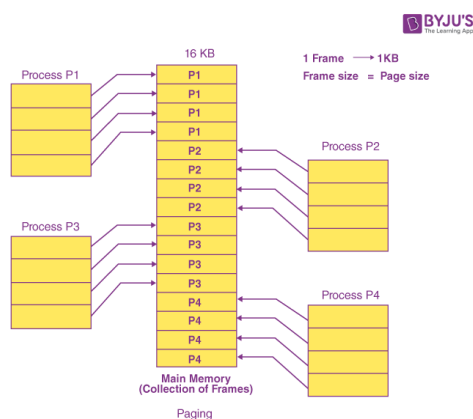 BYJU'S
The Learning App
16 KB
1 Frame → 1KB
Frame size = Page size
Process P1
P1
P1
P1
P1
Process P2
P2
P2
P2
P2
Process P3
P3
P3
P3
P3
Process P4
P4
P4
P4
P4
Main Memory
(Collection of Frames)
Paging